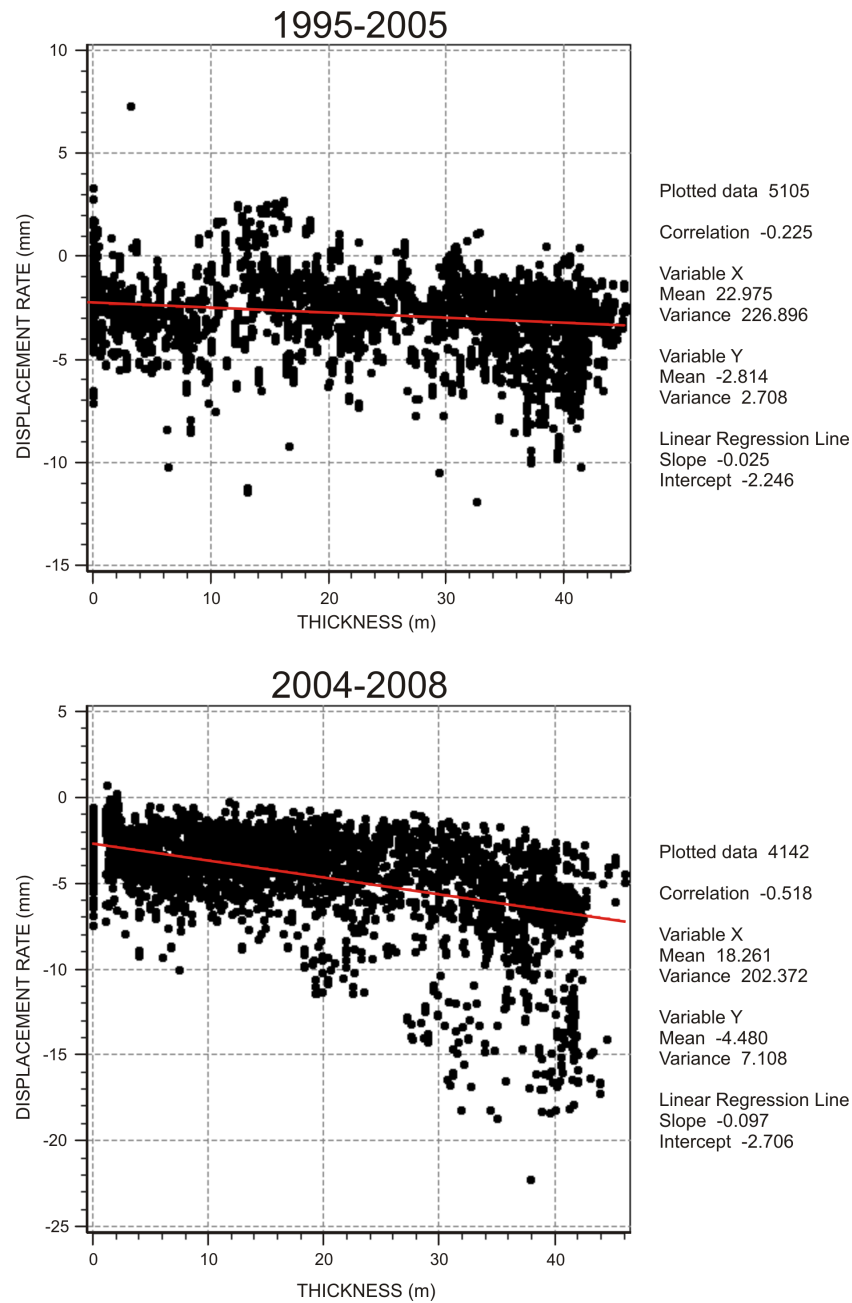 1995-2005
10
5
0
-5
-10
-15
DISPLACEMENT RATE (mm)
0 10 20 30 40
THICKNESS (m)
Plotted data 5105
Correlation -0.225
Variable X
Mean 22.975
Variance 226.896
Variable Y
Mean -2.814
Variance 2.708
Linear Regression Line
Slope -0.025
Intercept -2.246
2004-2008
5
0
-5
-10
-15
-20
-25
DISPLACEMENT RATE (mm)
0 10 20 30 40
THICKNESS (m)
Plotted data 4142
Correlation -0.518
Variable X
Mean 18.261
Variance 202.372
Variable Y
Mean -4.480
Variance 7.108
Linear Regression Line
Slope -0.097
Intercept -2.706